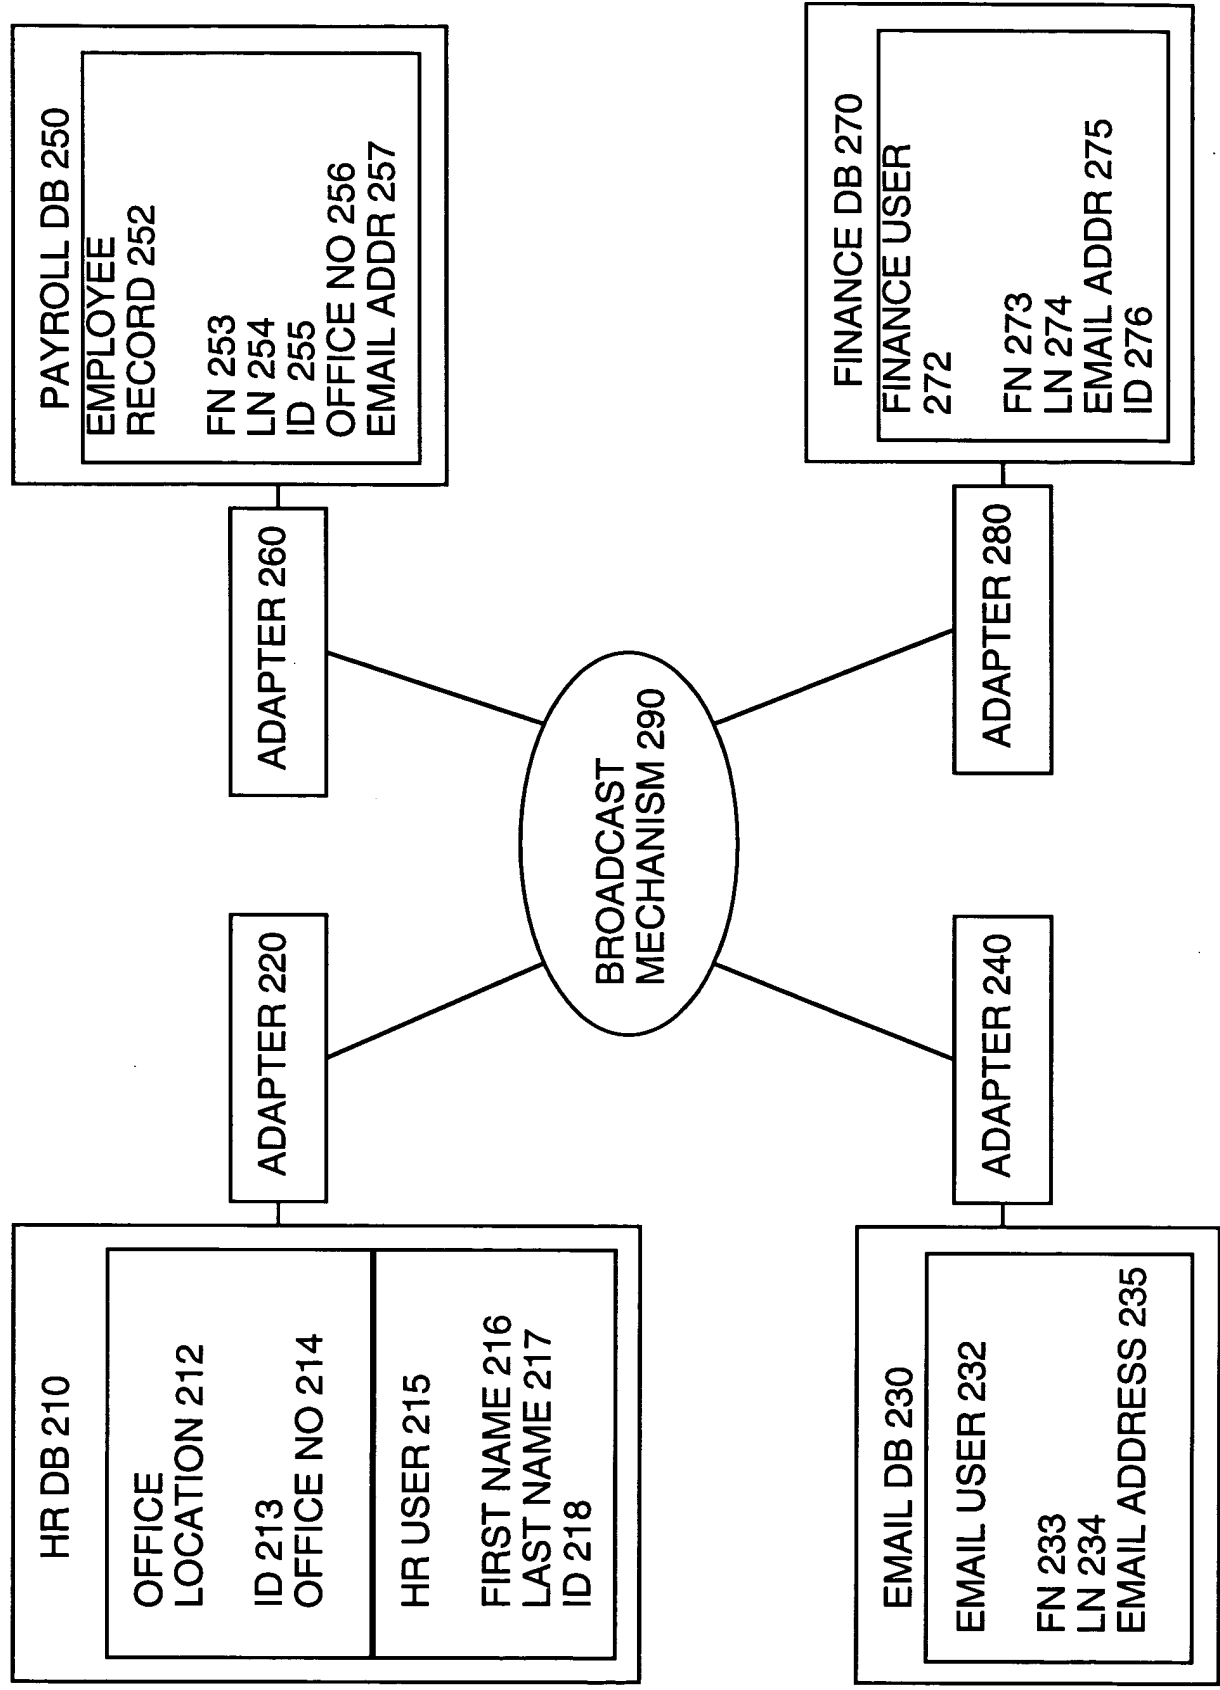 HR DB 210
OFFICE
LOCATION 212
ID 213
OFFICE NO 214
HR USER 215
FIRST NAME 216
LAST NAME 217
ID 218
ADAPTER 220
ADAPTER 260
PAYROLL DB 250
EMPLOYEE
RECORD 252
FN 253
LN 254
ID 255
OFFICE NO 256
EMAIL ADDR 257
BROADCAST
MECHANISM 290
EMAIL DB 230
EMAIL USER 232
FN 233
LN 234
EMAIL ADDRESS 235
ADAPTER 240
ADAPTER 280
FINANCE DB 270
FINANCE USER
272
FN 273
LN 274
EMAIL ADDR 275
ID 276